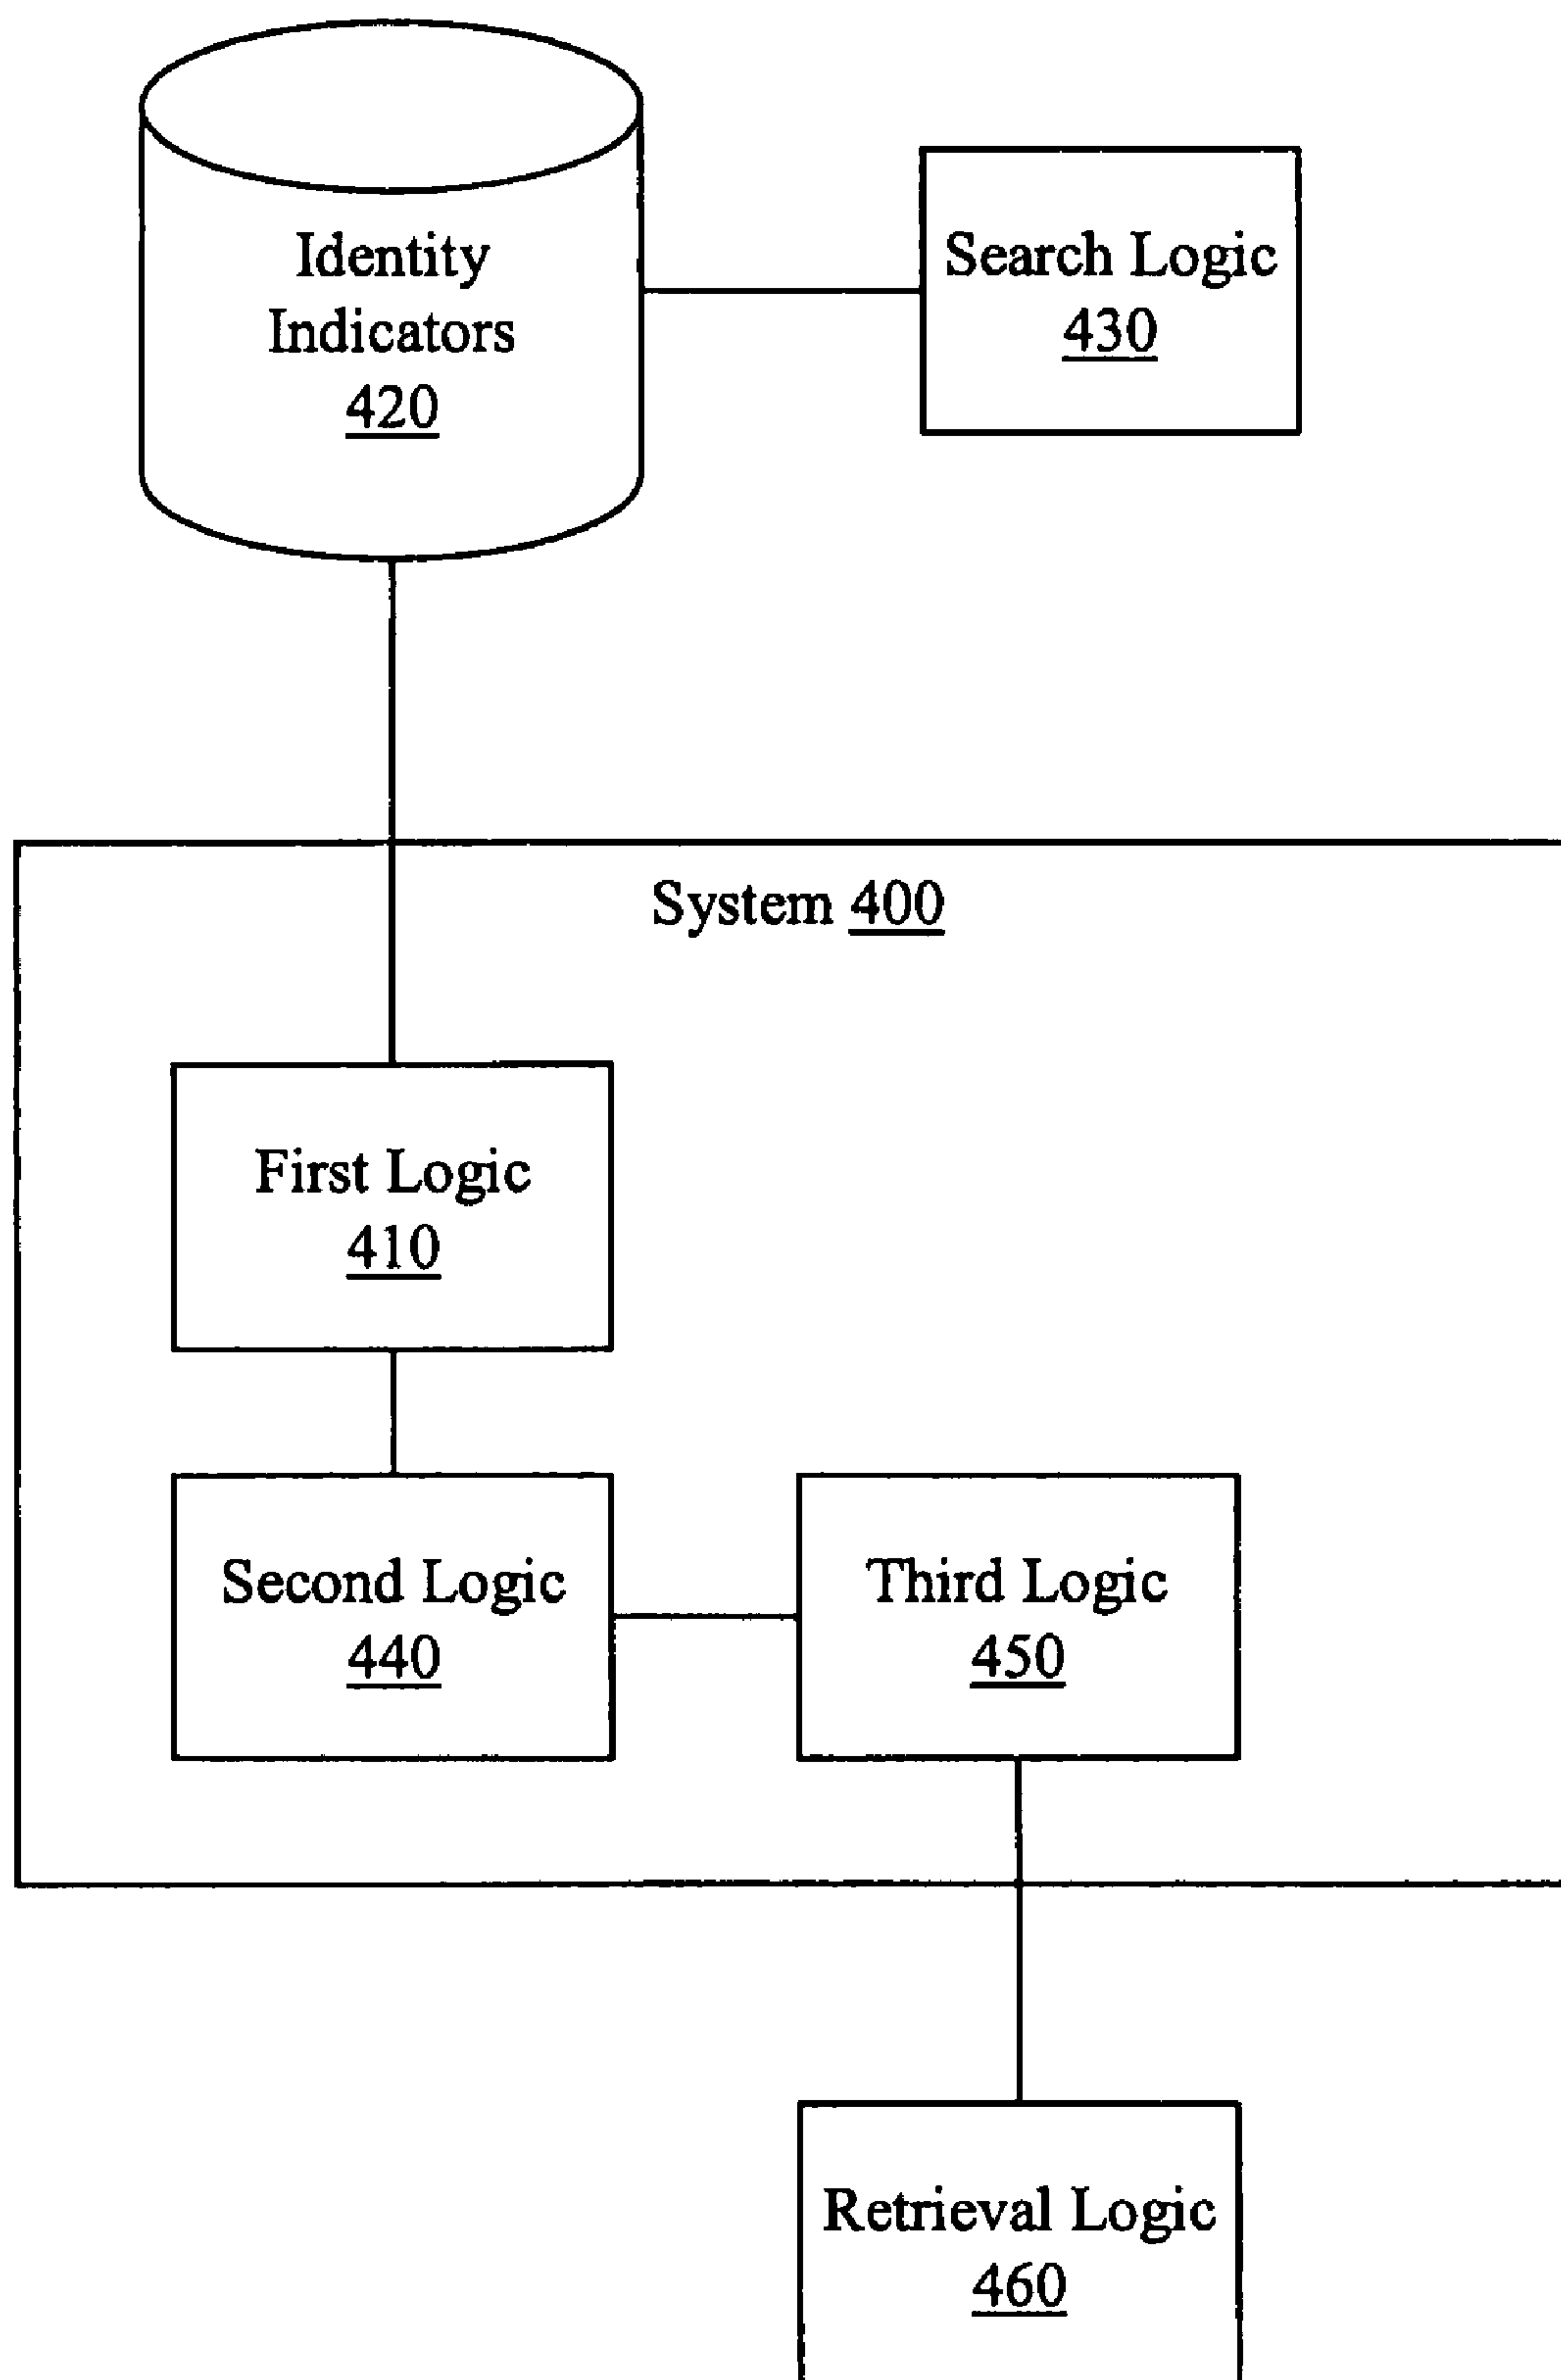 Identity
Indicators
420
Search Logic
430
System 400
First Logic
410
Second Logic
440
Third Logic
450
Retrieval Logic
460